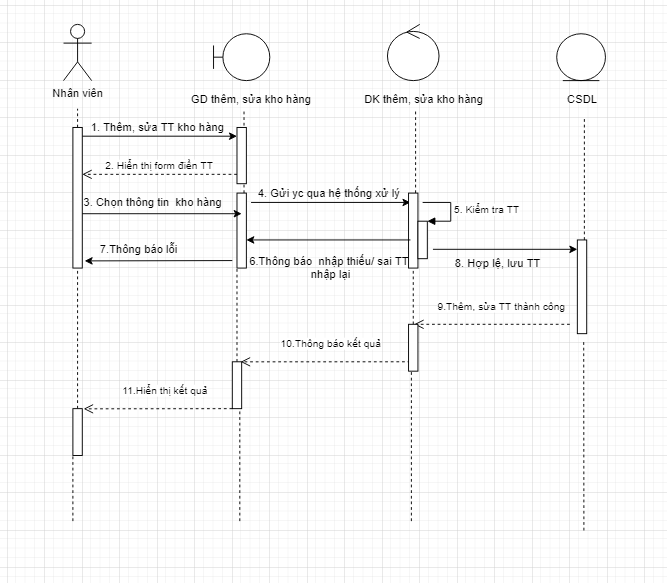 Nhân viên
GD thêm, sửa kho hàng
DK thêm, sửa kho hàng
CSDL
1. Thêm, sửa TT kho hàng
2. Hiển thị form điền TT
3. Chọn thông tin kho hàng
4. Gửi yc qua hệ thống xử lý
5. Kiểm tra TT
7.Thông báo lỗi
6.Thông báo nhập thiếu/ sai TT
nhập lại
8. Hợp lệ, lưu TT
9.Thêm, sửa TT thành công
10.Thông báo kết quả
11.Hiển thị kết quả